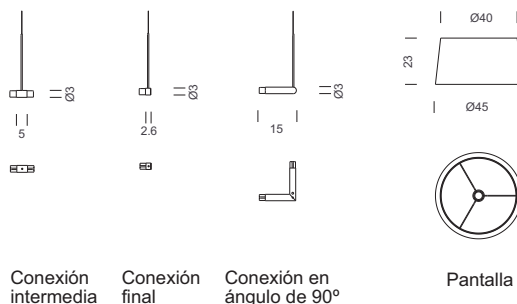 Ø40
23
Ø3
Ø3
Ø3
5
2.6
15
Ø45
Conexión
intermedia
Conexión
final
Conexión en
ángulo de 90º
Pantalla